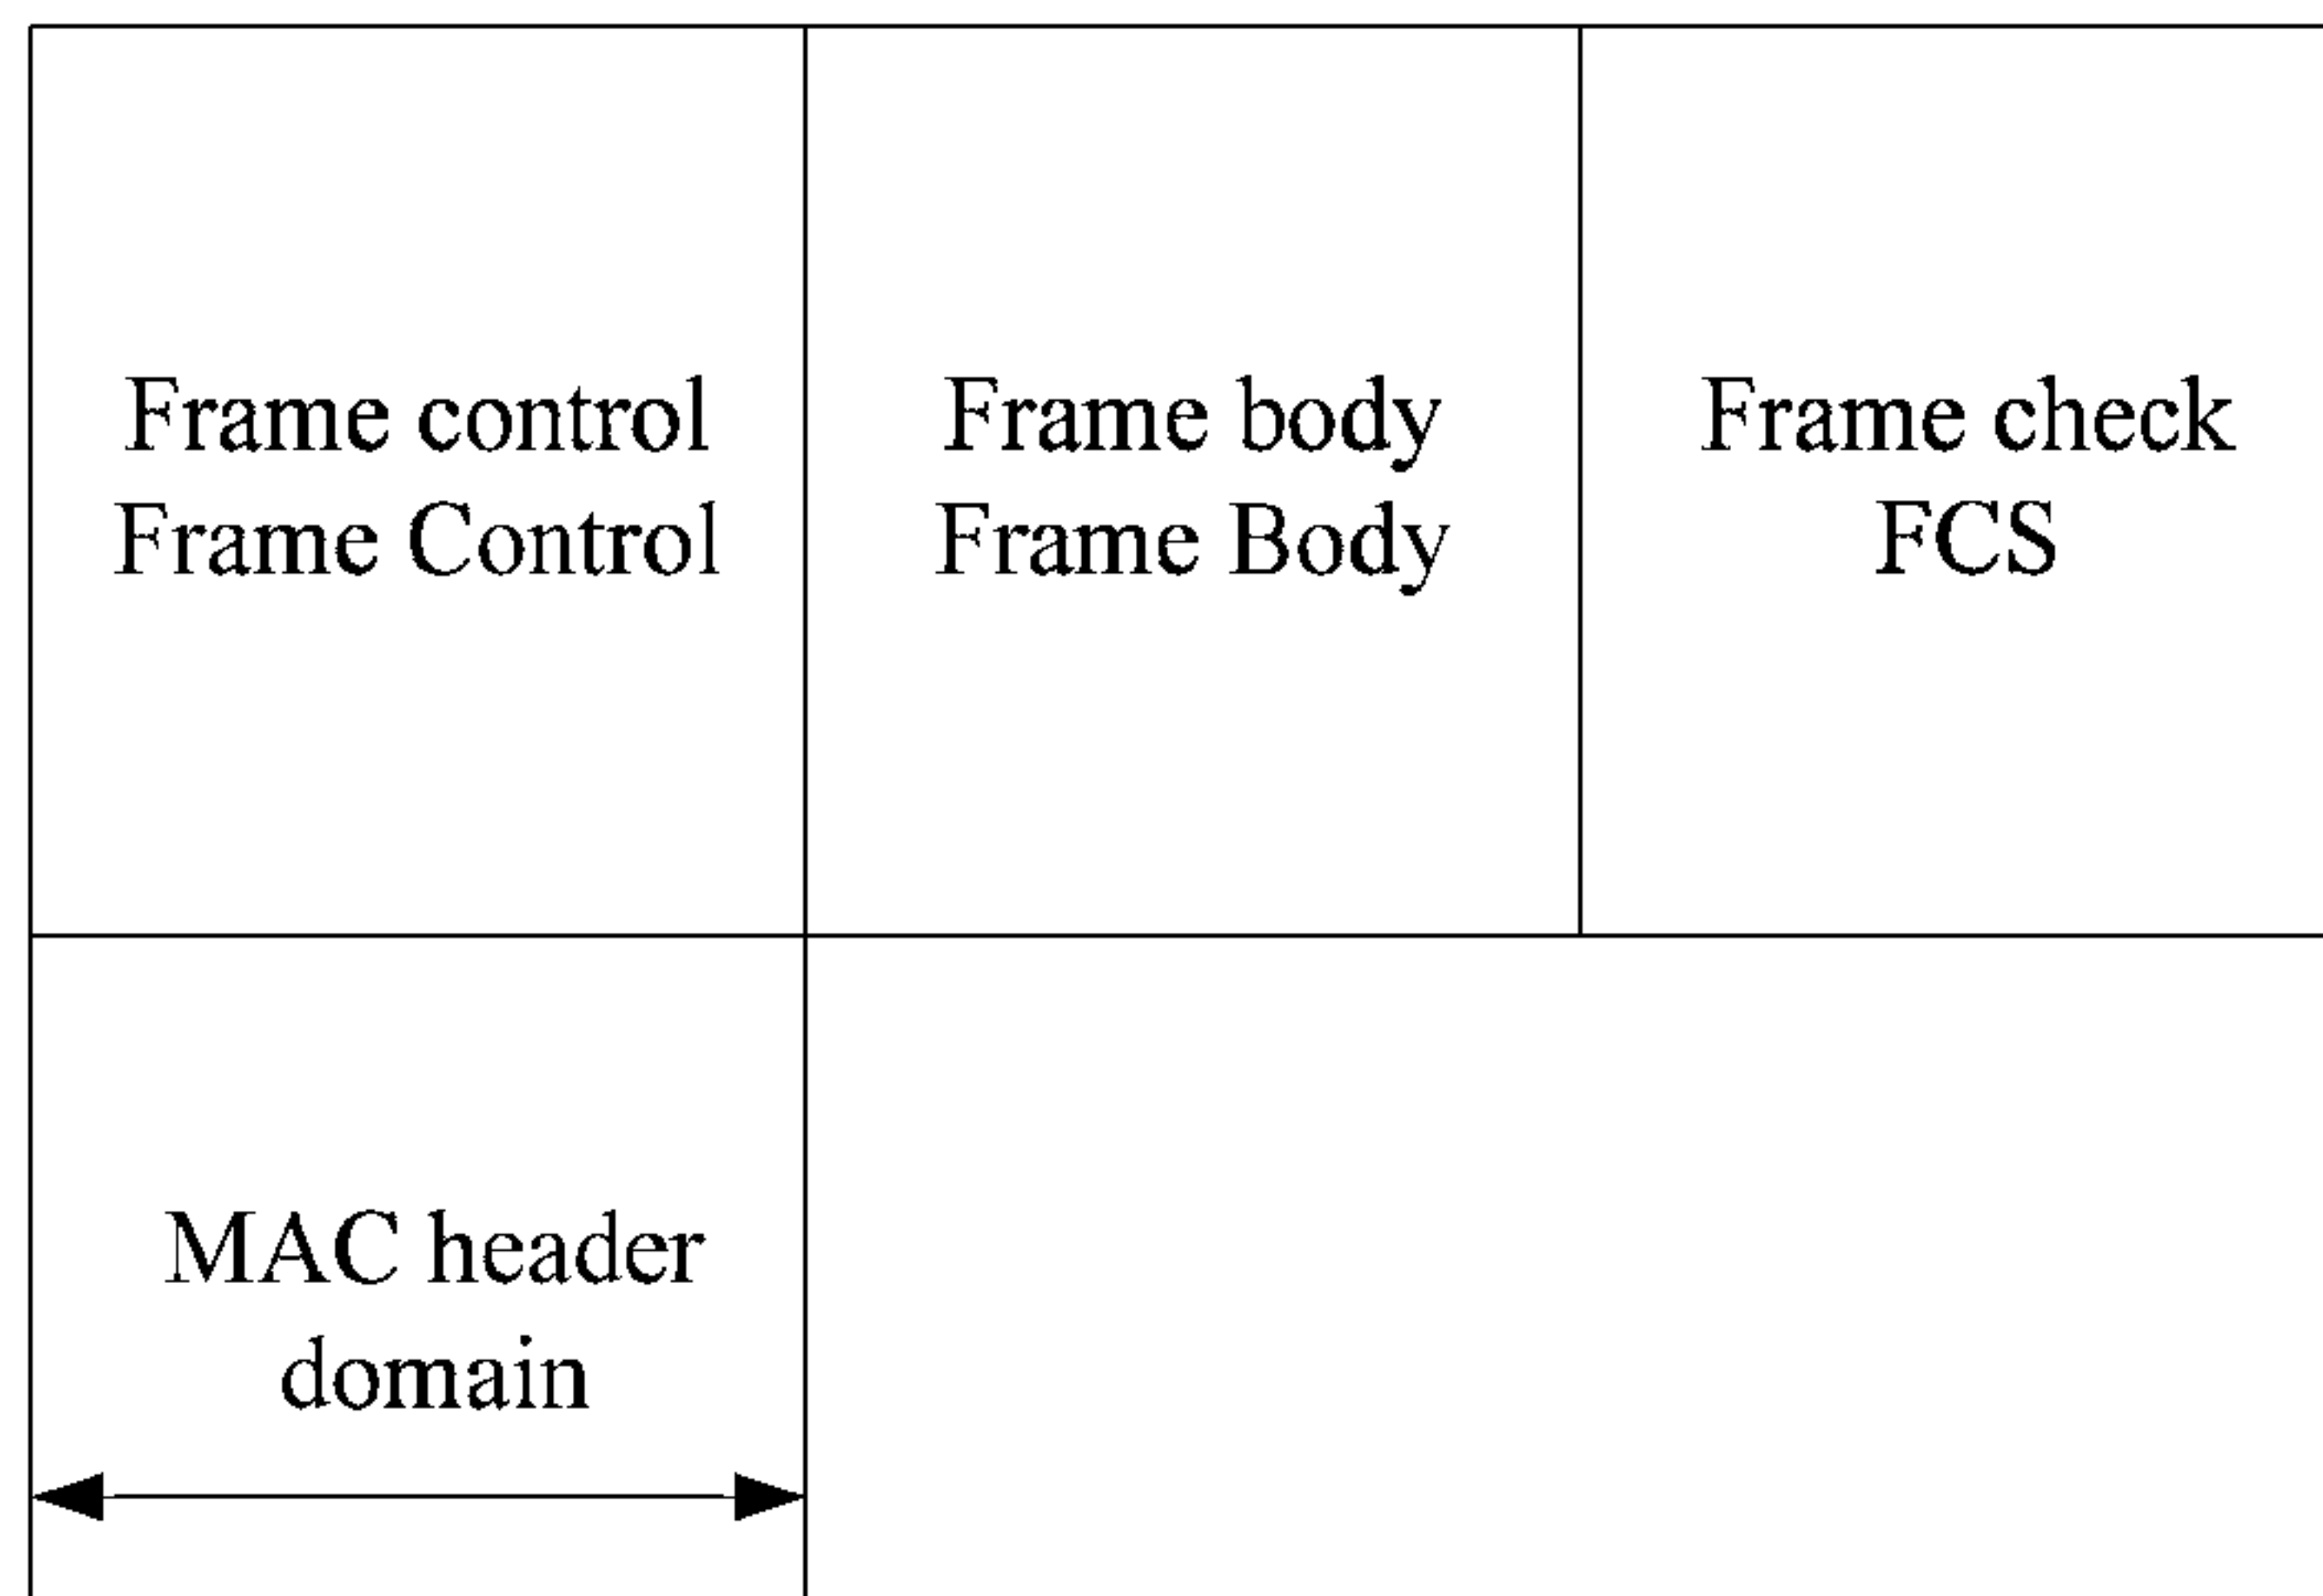 Frame control
Frame Control
Frame body
Frame Body
Frame check
FCS
MAC header
domain